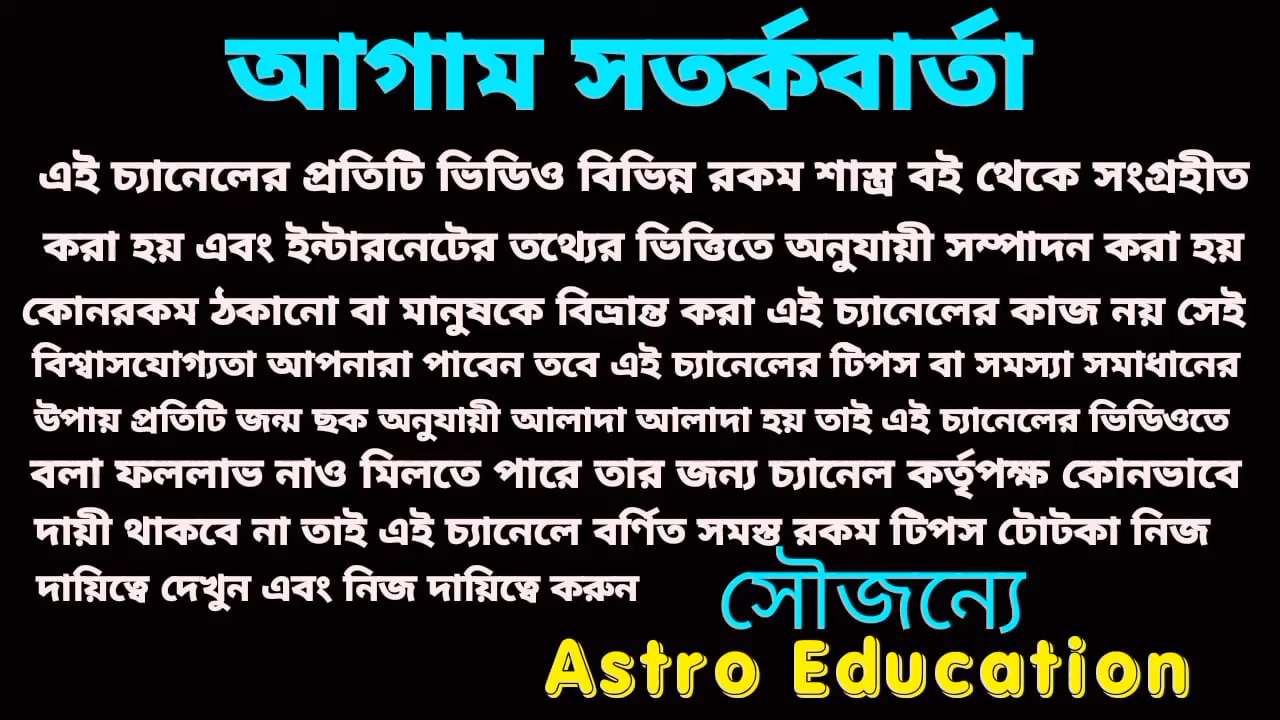 আগাম সতর্কবার্তা
এই চ্যানেলের প্রতিটি ভিডিও বিভিন্ন রকম শাস্ত্র বই থেকে সংগ্রহীত
করা হয় এবং ইন্টারনেটের তথ্যের ভিত্তিতে অনুযায়ী সম্পাদন করা হয়
কোনরকম ঠকানো বা মানুষকে বিভ্রান্ত করা এই চ্যানেলের কাজ নয় সেই
বিশ্বাসযোগ্যতা আপনারা পাবেন তবে এই চ্যানেলের টিপস বা সমস্যা সমাধানের
উপায় প্রতিটি জন্ম ছক অনুযায়ী আলাদা আলাদা হয় তাই এই চ্যানেলের ভিডিওতে
বলা ফললাভ নাও মিলতে পারে তার জন্য চ্যানেল কর্তৃপক্ষ কোনভাবে
দায়ী থাকবে না তাই এই চ্যানেলে বর্ণিত সমস্ত রকম টিপস টোটকা নিজ
দায়িত্বে দেখুন এবং নিজ দায়িত্বে করুন
সৌজন্যে
Astro Education